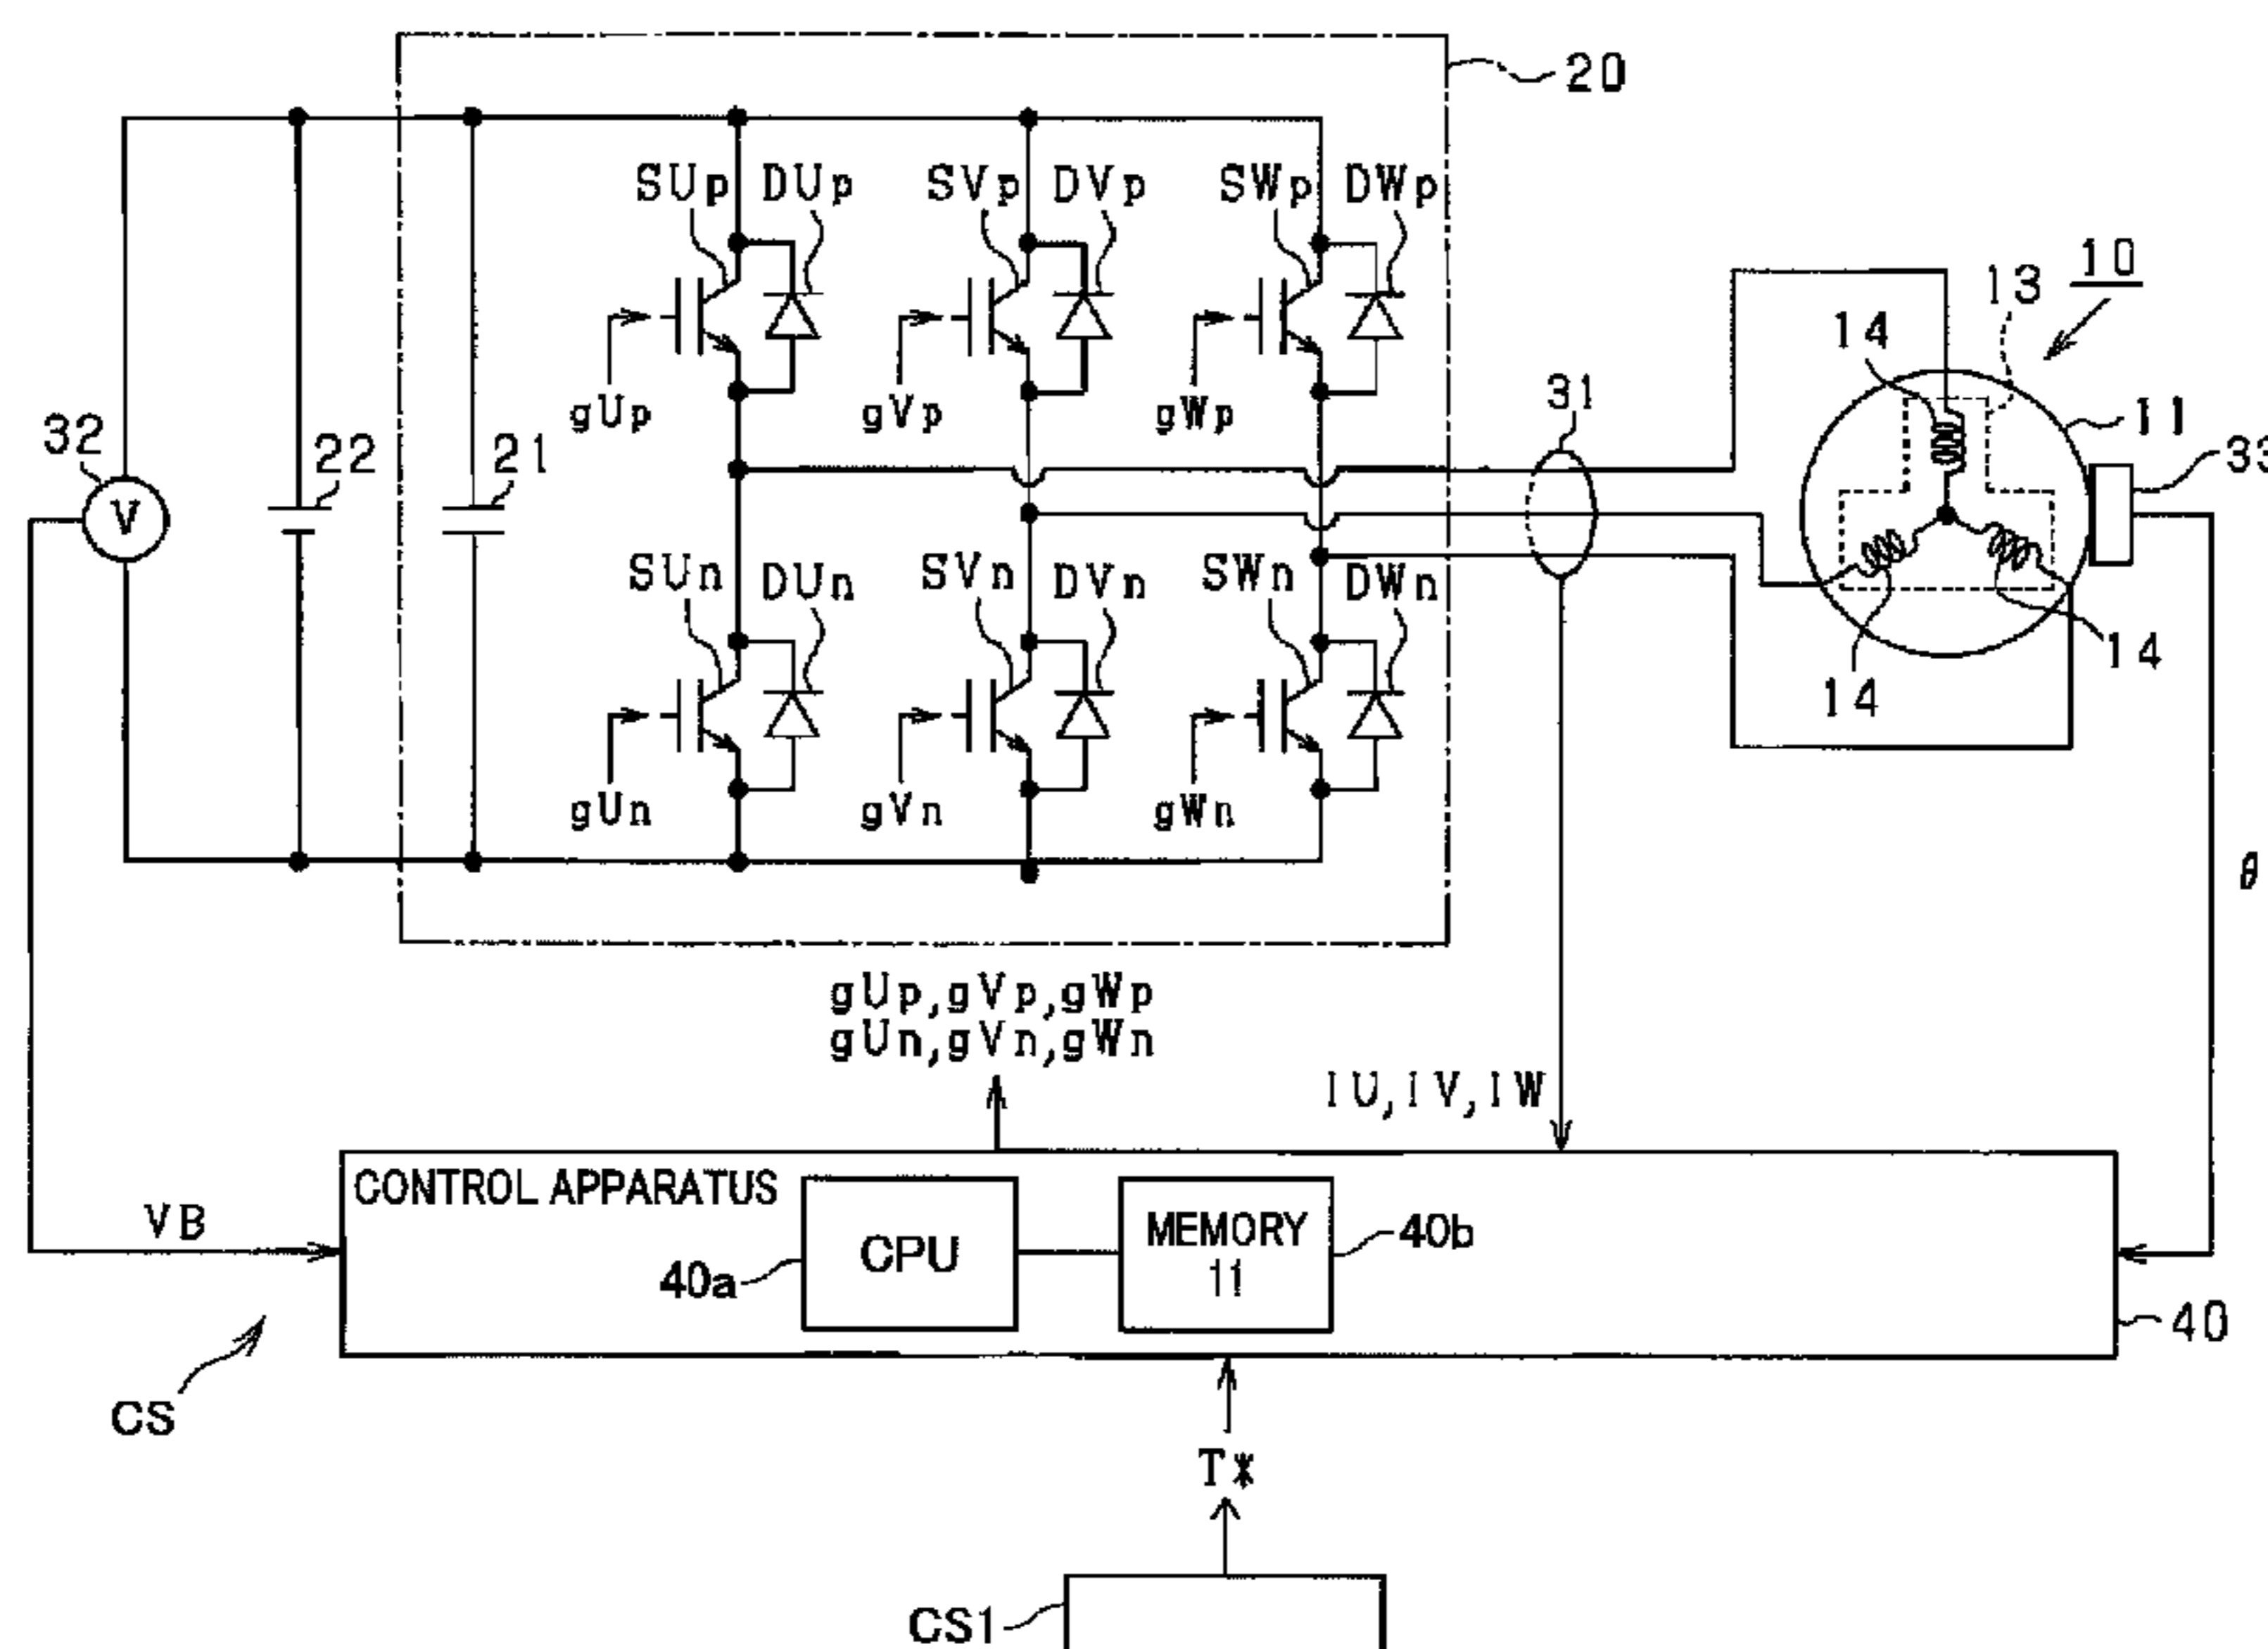 20
SUp DUp SVp DVp SWp DWp
10
13
14
11
gUp gVp gWp
31
32
22
21
33
V
SUn DUn SVn DVn SWn DWn
14
14
gUn gVn gWn
θ
gUp,gVp,gWp
gUn,gVn,gWn
IU,IV,IW
CONTROL APPARATUS
VB
CPU
MEMORY
11
40a
40b
40
CS
T*
CS1